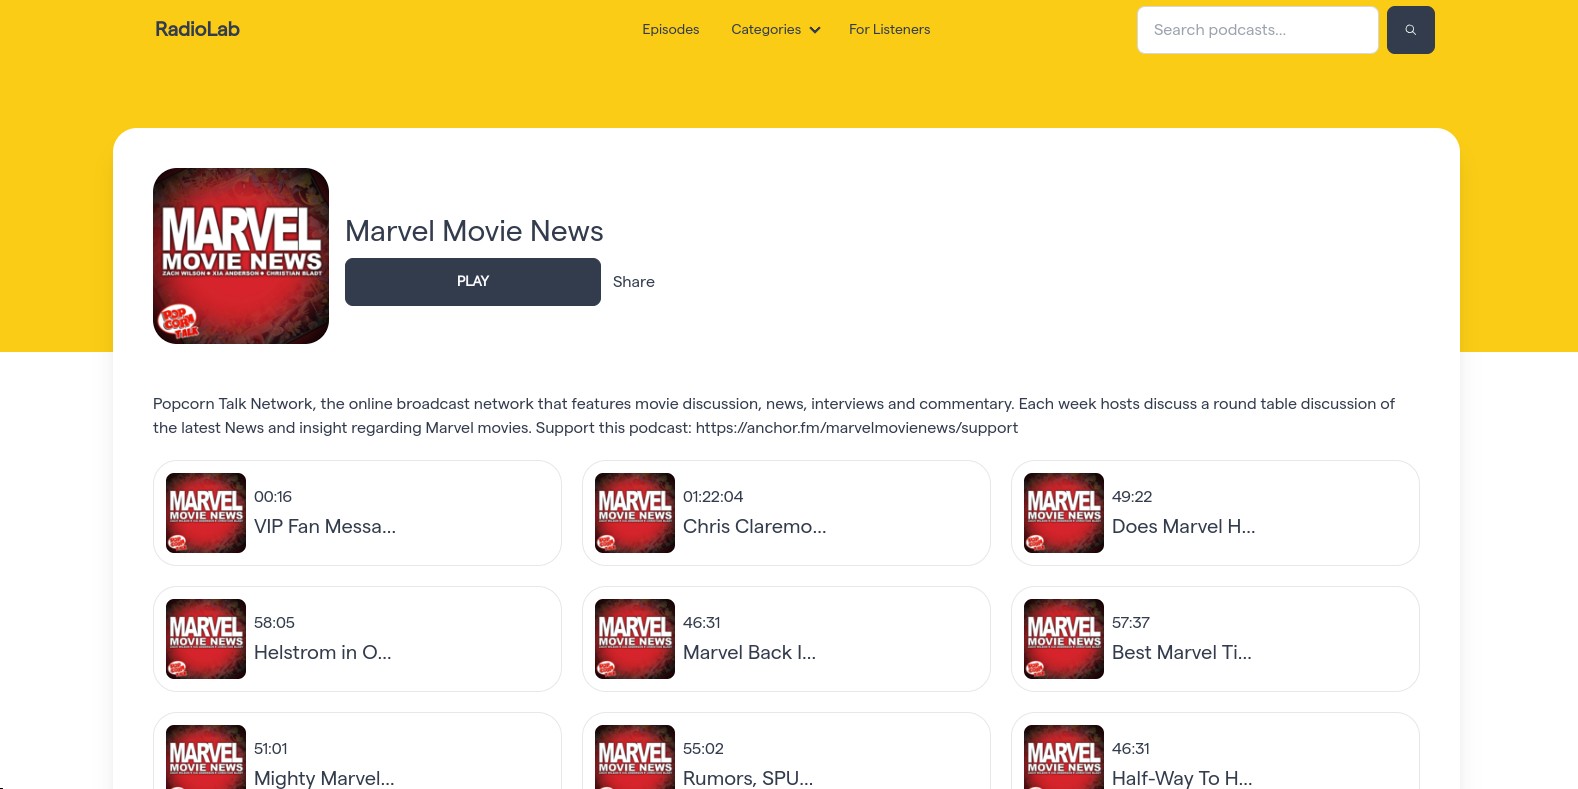 RadioLab
Episodes
Categories
For Listeners
Search podcasts...
MARVEL
MOVIE NEWS
ZACH WILSON • XIA ANDERSON • CHRISTIAN BLADT
POP
CORN
TALK
Marvel Movie News
PLAY
Share
Popcorn Talk Network, the online broadcast network that features movie discussion, news, interviews and commentary. Each week hosts discuss a round table discussion of
the latest News and insight regarding Marvel movies. Support this podcast: https://anchor.fm/marvelmovienews/support
MARVEL
MOVIE NEWS
00:16
VIP Fan Messa...
MARVEL
MOVIE NEWS
01:22:04
Chris Claremo...
MARVEL
MOVIE NEWS
49:22
Does Marvel H...
MARVEL
MOVIE NEWS
58:05
Helstrom in O...
MARVEL
MOVIE NEWS
46:31
Marvel Back I...
MARVEL
MOVIE NEWS
57:37
Best Marvel Ti...
MARVEL
MOVIE NEWS
51:01
Mighty Marvel...
MARVEL
MOVIE NEWS
55:02
Rumors, SPU...
MARVEL
MOVIE NEWS
46:31
Half-Way To H...